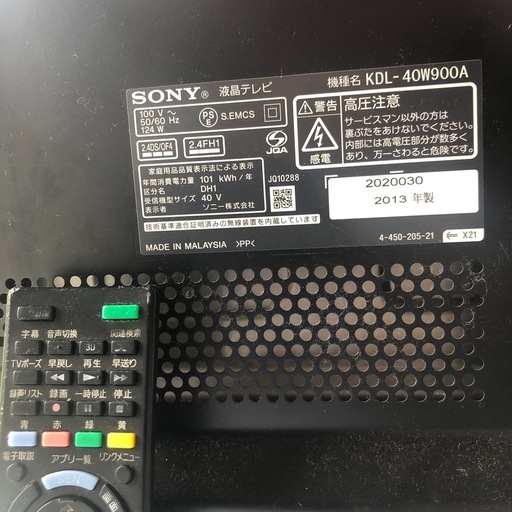 SONY® 液晶テレビ
機種名 KDL-40W900A
100 V～
50/60 Hz
124 W
PS
E
S.EMCS
2.4DS/OF4
2.4FH1
JQA
家庭用品品質表示法による表示
年間消費電力量 101 kWh/年
区分名 DH1
受信機型サイズ 40 V
表示者 ソニー株式会社
JQ10288
技術基準適合証明済みの無線装置を内蔵しています
MADE IN MALAYSIA >PP<
警告
感電
高圧注意
サービスマン以外の方は
裏ぶたをあけないでください。
内部には高電圧部分が数多く
あり、万一さわると危険です。
2020030
2013 年製
4-450-205-21
X21
字幕 音声切換 関連検索
3D
TVポーズ 早戻し 再生 早送り
録画リスト 録画 一時停止 停止
青 赤 緑 黄
電子取説 アプリ一覧 リンクメニュー